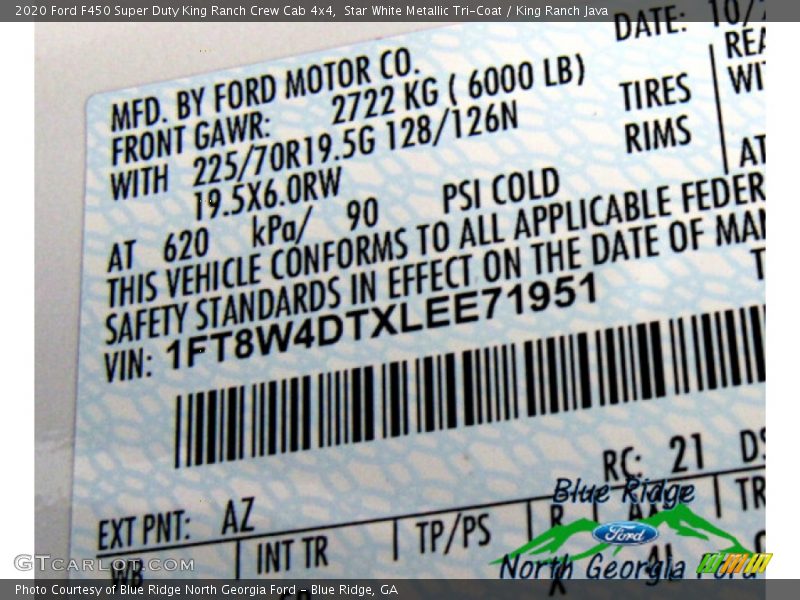 2020 Ford F450 Super Duty King Ranch Crew Cab 4x4, Star White Metallic Tri-Coat / King Ranch Java
DATE:
MFD. BY FORD MOTOR CO.
FRONT GAWR: 2722 KG ( 6000 LB)
WITH 225/70R19.5G 128/126N TIRES
19.5X6.0RW RIMS
AT 620 kPa/ 90 PSI COLD
THIS VEHICLE CONFORMS TO ALL APPLICABLE FEDER
SAFETY STANDARDS IN EFFECT ON THE DATE OF MAN
VIN: 1FT8W4DTXLEE71951
RC: 21
EXT PNT: AZ
WB INT TR TP/PS R
Blue Ridge
Ford
North Georgia Ford
GTCARLOT.COM
Photo Courtesy of Blue Ridge North Georgia Ford – Blue Ridge, GA